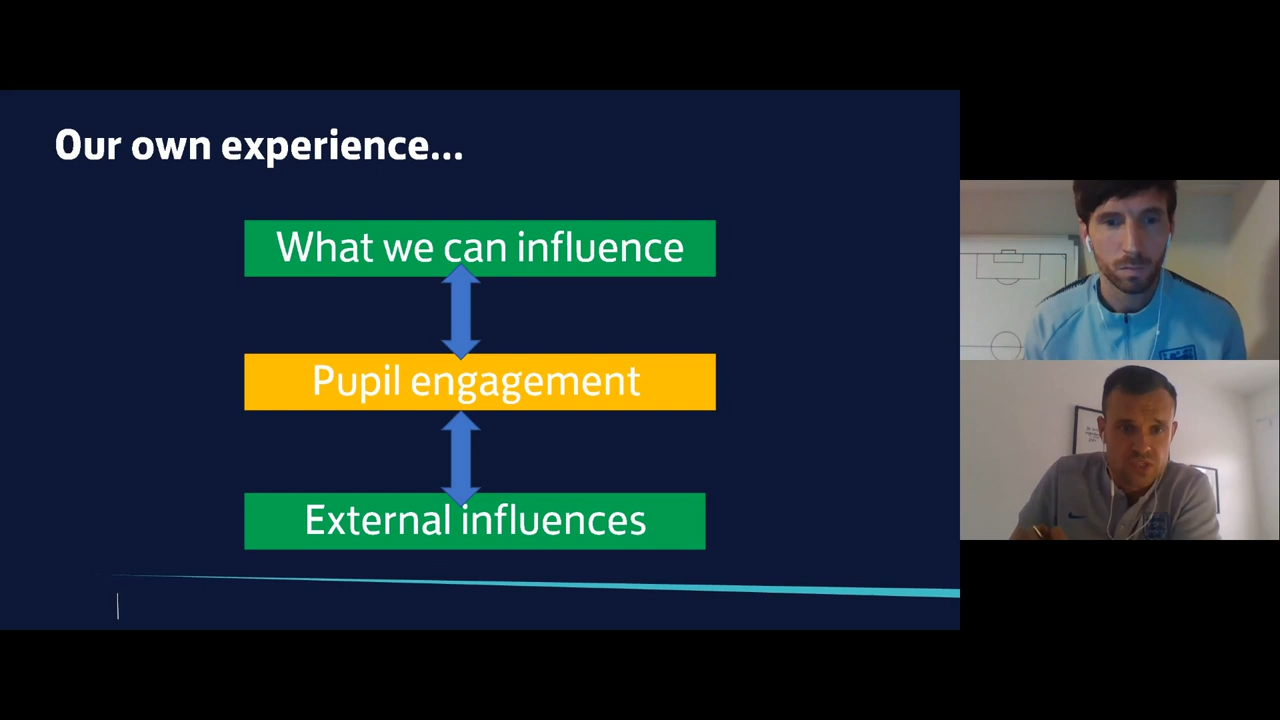 Our own experience...
What we can influence
Pupil engagement
External influences